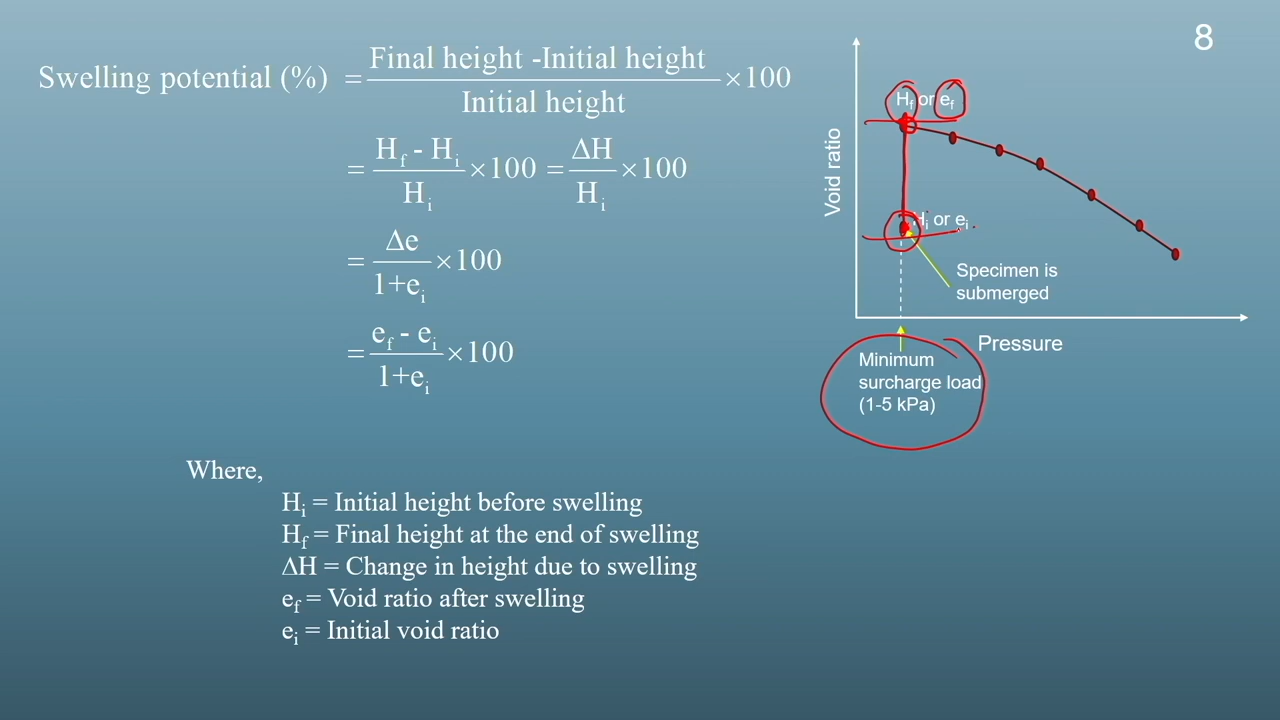 8
Swelling potential (%) = Final height -Initial height / Initial height ×100
= H_f - H_i / H_i ×100 = ΔH / H_i ×100
= Δe / 1+e_i ×100
= e_f - e_i / 1+e_i ×100
Where,
H_i = Initial height before swelling
H_f = Final height at the end of swelling
ΔH = Change in height due to swelling
e_f = Void ratio after swelling
e_i = Initial void ratio
H_f or e_f
Void ratio
H_i or e_i
Specimen is
submerged
Pressure
Minimum
surcharge load
(1-5 kPa)